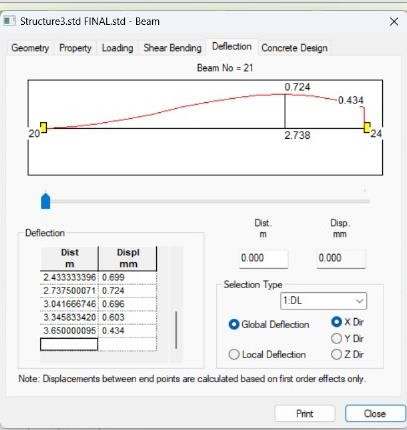 Structure3.std FINAL.std - Beam
Geometry Property Loading Shear Bending Deflection Concrete Design
Beam No = 21
0.724
0.434
20
2.738
24
Dist.
m
Disp.
mm
0.000
0.000
Deflection
Dist
m
Displ
mm
2.433333396 0.699
2.737500071 0.724
3.041666746 0.696
3.345833420 0.603
3.650000095 0.434
Selection Type
1:DL
Global Deflection
Local Deflection
X Dir
Y Dir
Z Dir
Note: Displacements between end points are calculated based on first order effects only.
Print
Close